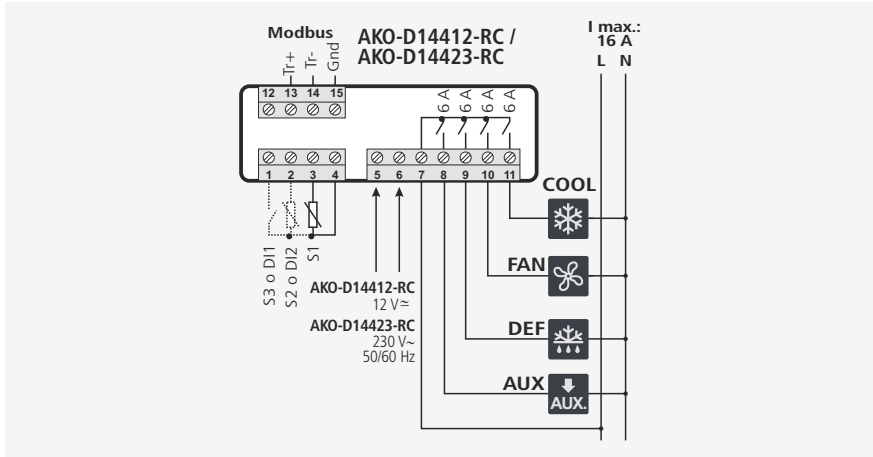 Modbus
AKO-D14412-RC /
AKO-D14423-RC
I max.:
16 A
L N
Tr+
Tr-
Gnd
12 13 14 15
6 A
6 A
6 A
6 A
1 2 3 4
5 6 7 8 9 10 11
S3 o DI1
S2 o DI2
S1
COOL
FAN
AKO-D14412-RC
12 V≃
AKO-D14423-RC
230 V~
50/60 Hz
DEF
AUX
AUX.